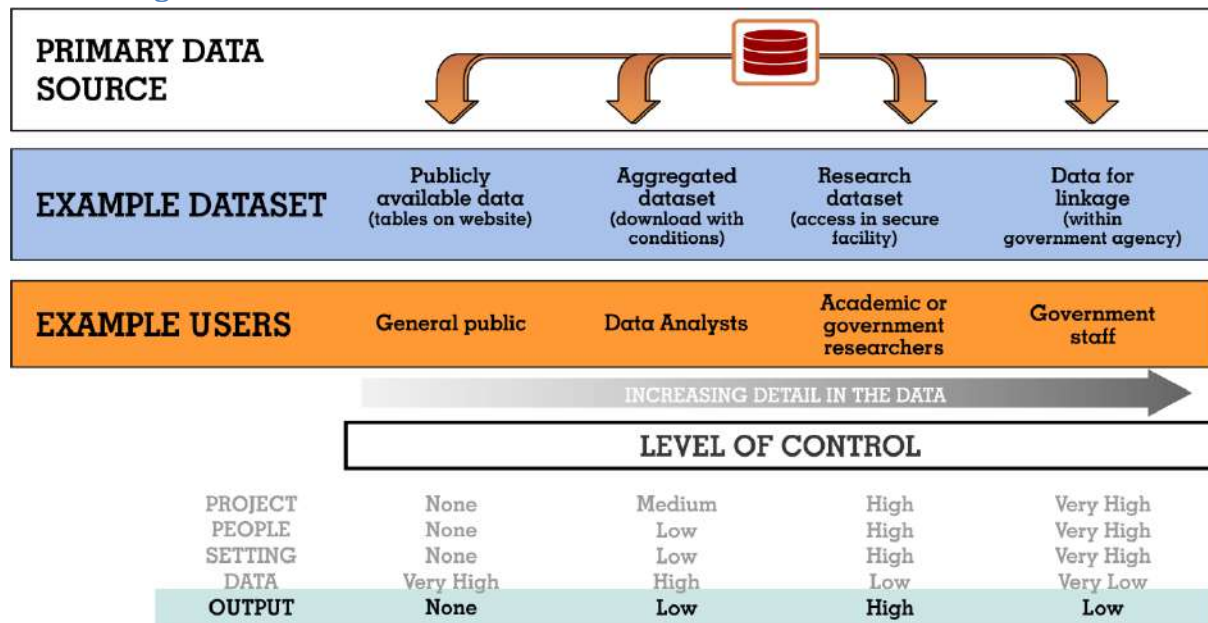 PRIMARY DATA
SOURCE
EXAMPLE DATASET
Publicly
available data
(tables on website)
Aggregated
dataset
(download with
conditions)
Research
dataset
(access in secure
facility)
Data for
linkage
(within
government agency)
EXAMPLE USERS
General public
Data Analysts
Academic or
government
researchers
Government
staff
INCREASING DETAIL IN THE DATA
LEVEL OF CONTROL
PROJECT None Medium High Very High
PEOPLE None Low High Very High
SETTING None Low High Very High
DATA Very High High Low Very Low
OUTPUT None Low High Low